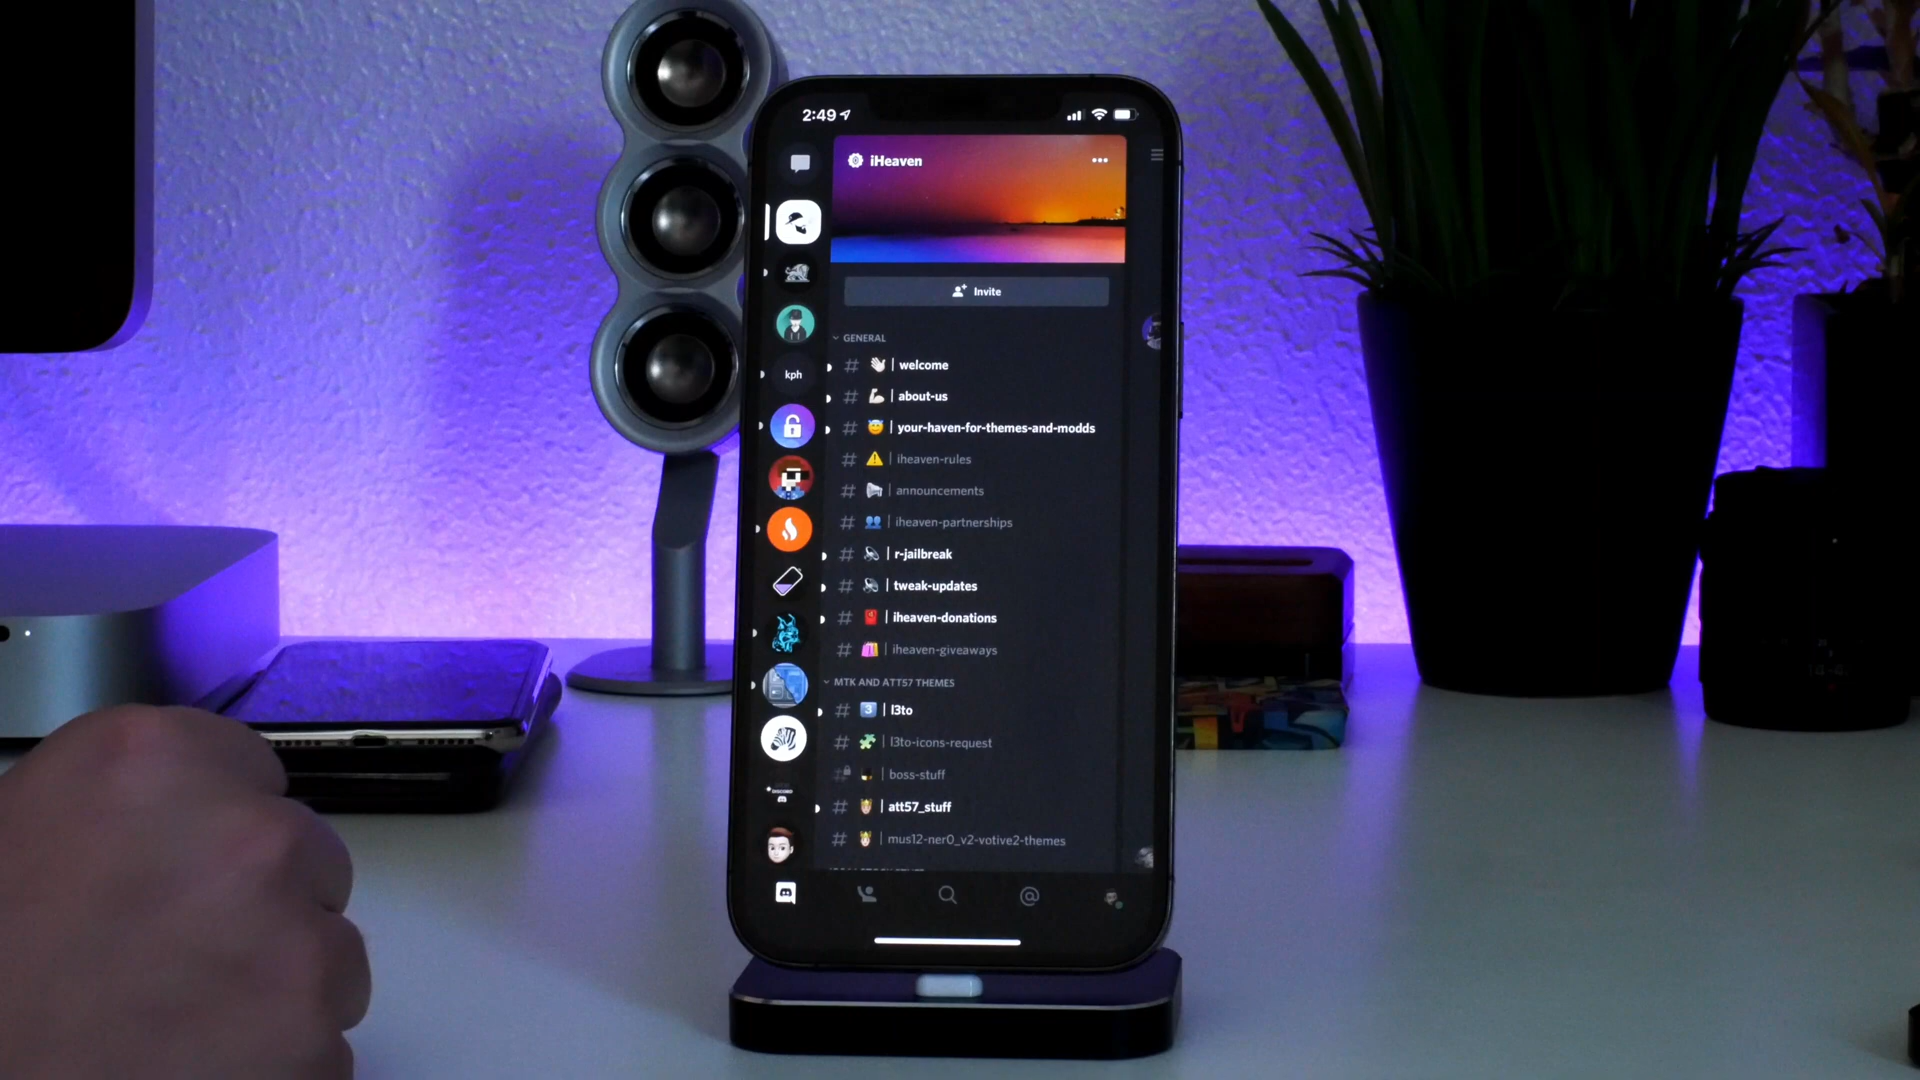 2:49
iHeaven
Invite
GENERAL
# | welcome
# | about-us
# | your-haven-for-themes-and-modds
kph
# | iheaven-rules
# | announcements
# | iheaven-partnerships
# | r-jailbreak
# | tweak-updates
# | iheaven-donations
# | iheaven-giveaways
MTK AND ATT57 THEMES
# 3 | l3to
# | l3to-icons-request
# | boss-stuff
DISCORD
# | att57_stuff
# | mus12-ner0_v2-votive2-themes
@